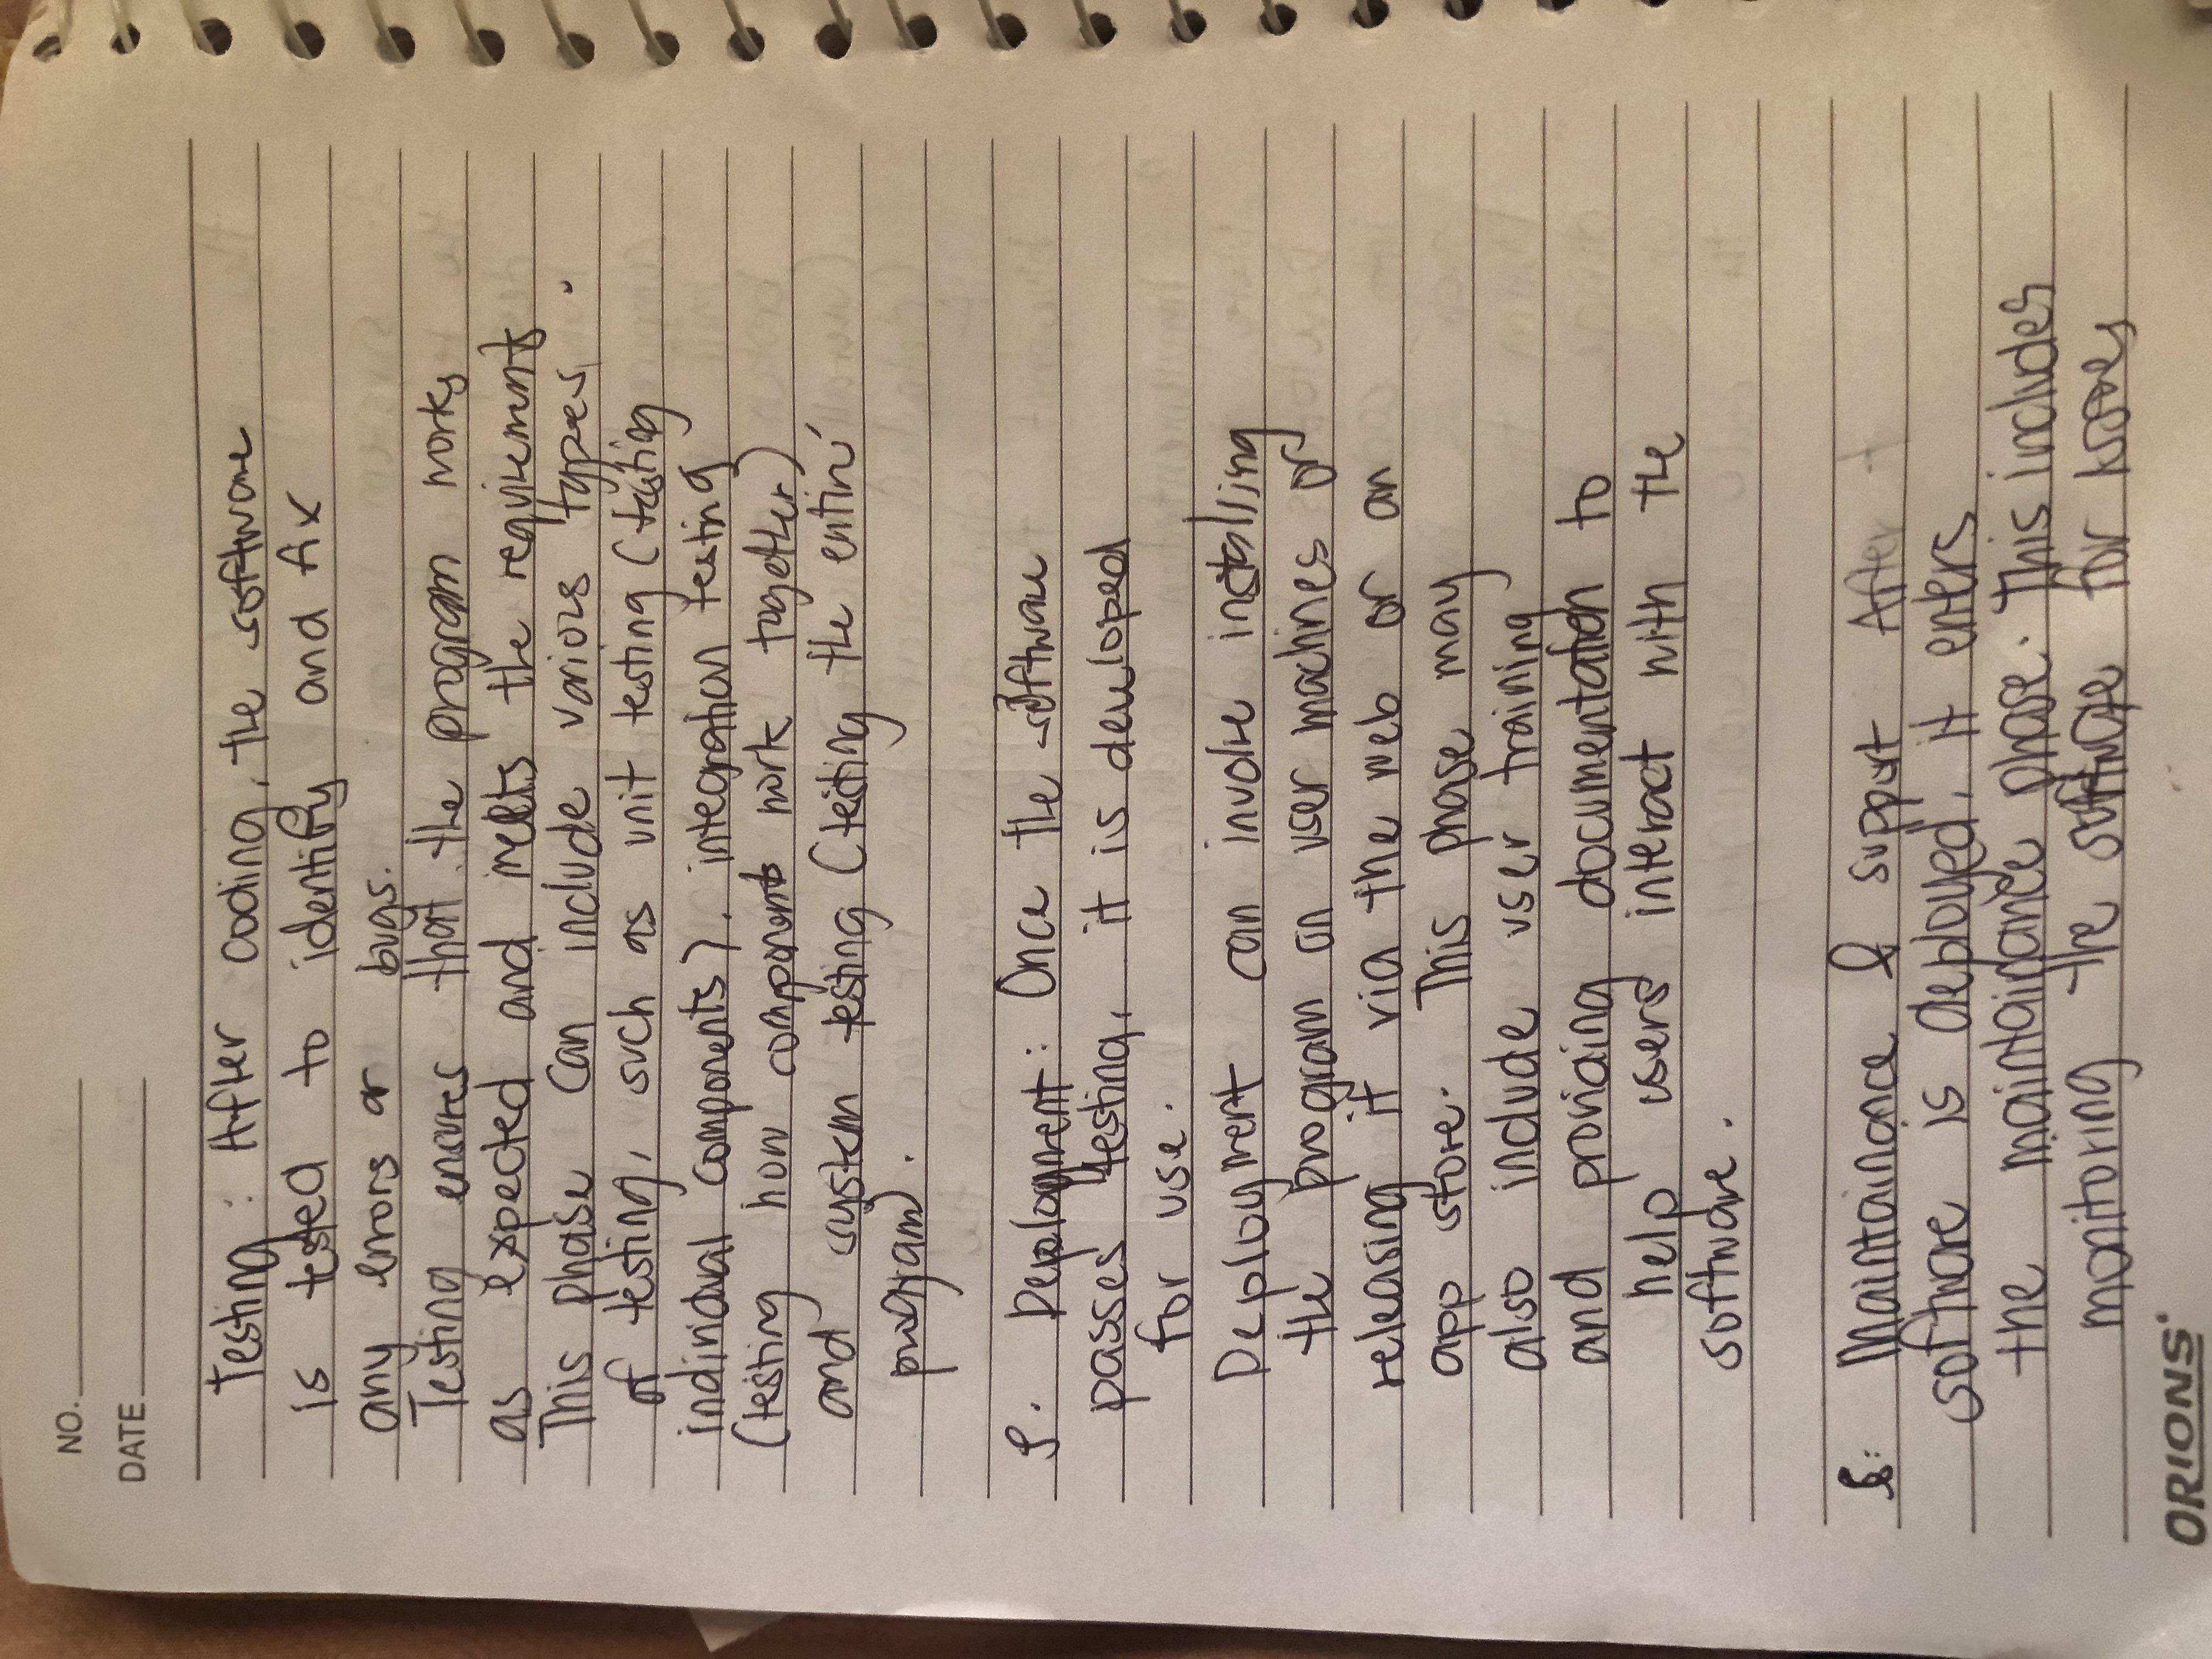 NO.
DATE
Testing: After coding, the software
is tested to identify and fix
any errors or bugs.
Testing ensures that the program works
as expected and meets the requirements
This phase can include various types.
of testing, such as unit testing (testing
individual components), integration testing
(testing how components work together)
and system testing (testing the entire
program).
5. Deployment: Once the software
passes testing, it is developed
for use.
Deployment can involve installing
the program on user machines or
releasing it via the web or an
app store. This phase may
also include user training
and providing documentation to
help users interact with the
software.
6. Maintainance & support After
software is deployed, it enters
the maintainance phase. This includes
monitoring the software for issues
ORIONS